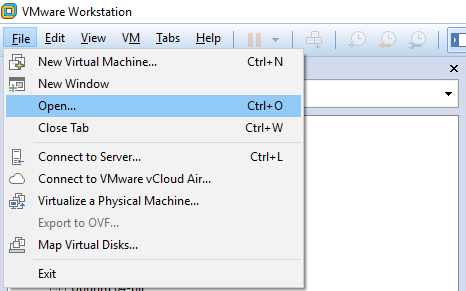 VMware Workstation
File Edit View VM Tabs Help
New Virtual Machine... Ctrl+N
New Window
Open... Ctrl+O
Close Tab Ctrl+W
Connect to Server... Ctrl+L
Connect to VMware vCloud Air...
Virtualize a Physical Machine...
Export to OVF...
Map Virtual Disks...
Exit